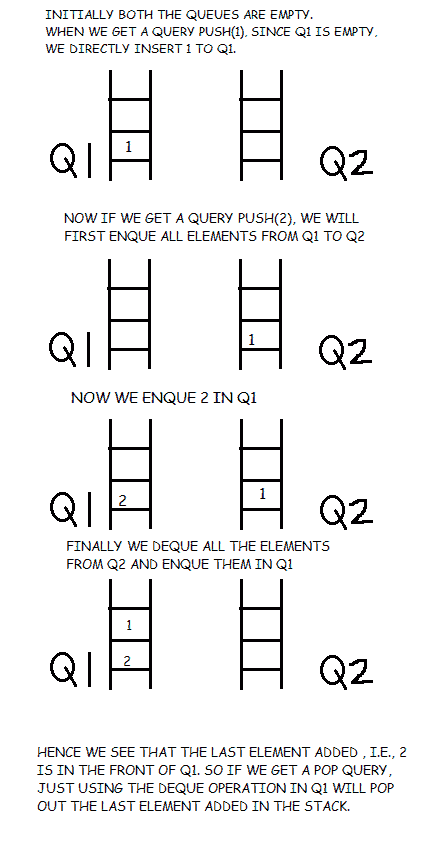 INITIALLY BOTH THE QUEUES ARE EMPTY.
WHEN WE GET A QUERY PUSH(1), SINCE Q1 IS EMPTY,
WE DIRECTLY INSERT 1 TO Q1.
Q1 1 Q2
NOW IF WE GET A QUERY PUSH(2), WE WILL
FIRST ENQUE ALL ELEMENTS FROM Q1 TO Q2
Q1 1 Q2
NOW WE ENQUE 2 IN Q1
Q1 2 1 Q2
FINALLY WE DEQUE ALL THE ELEMENTS
FROM Q2 AND ENQUE THEM IN Q1
1
Q1 2 Q2
HENCE WE SEE THAT THE LAST ELEMENT ADDED , I.E., 2
IS IN THE FRONT OF Q1. SO IF WE GET A POP QUERY,
JUST USING THE DEQUE OPERATION IN Q1 WILL POP
OUT THE LAST ELEMENT ADDED IN THE STACK.